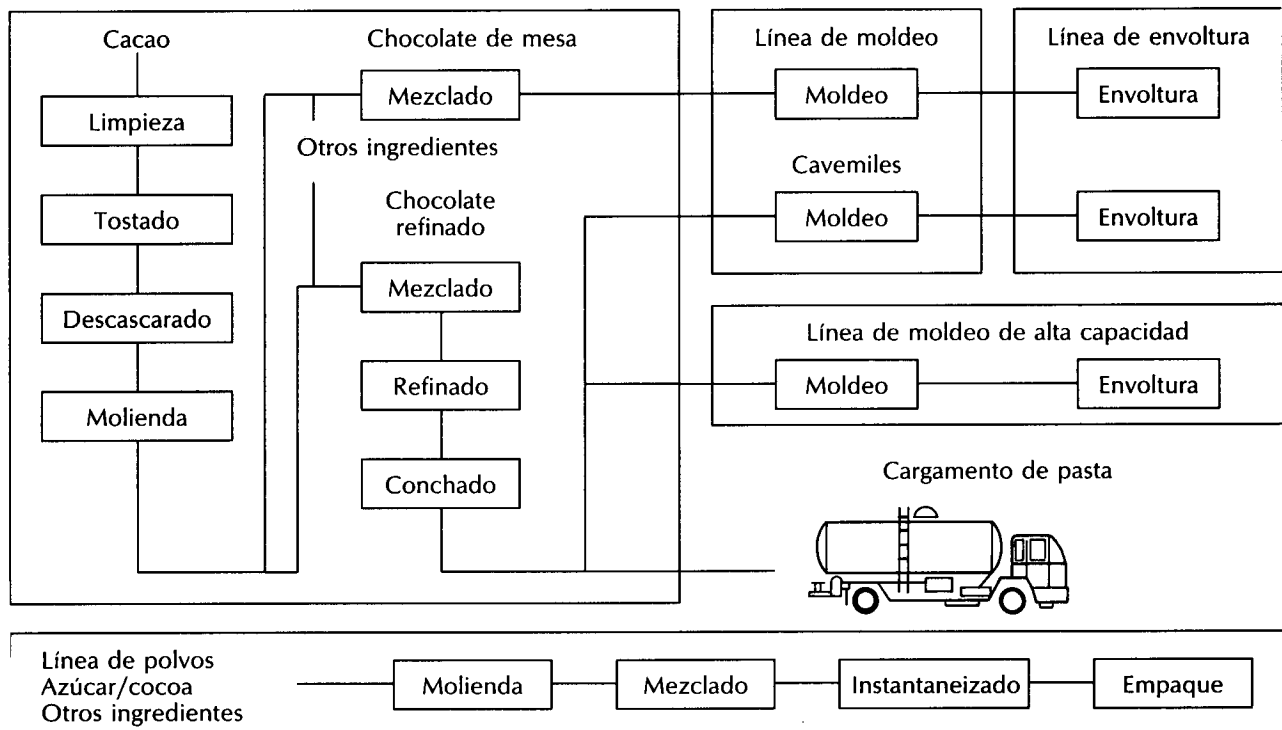 Cacao
Limpieza
Tostado
Descascarado
Molienda
Chocolate de mesa
Mezclado
Otros ingredientes
Chocolate
refinado
Mezclado
Refinado
Conchado
Línea de moldeo
Moldeo
Cavemiles
Moldeo
Línea de envoltura
Envoltura
Envoltura
Línea de moldeo de alta capacidad
Moldeo
Envoltura
Cargamento de pasta
Línea de polvos
Azúcar/cocoa
Otros ingredientes
Molienda
Mezclado
Instantaneizado
Empaque